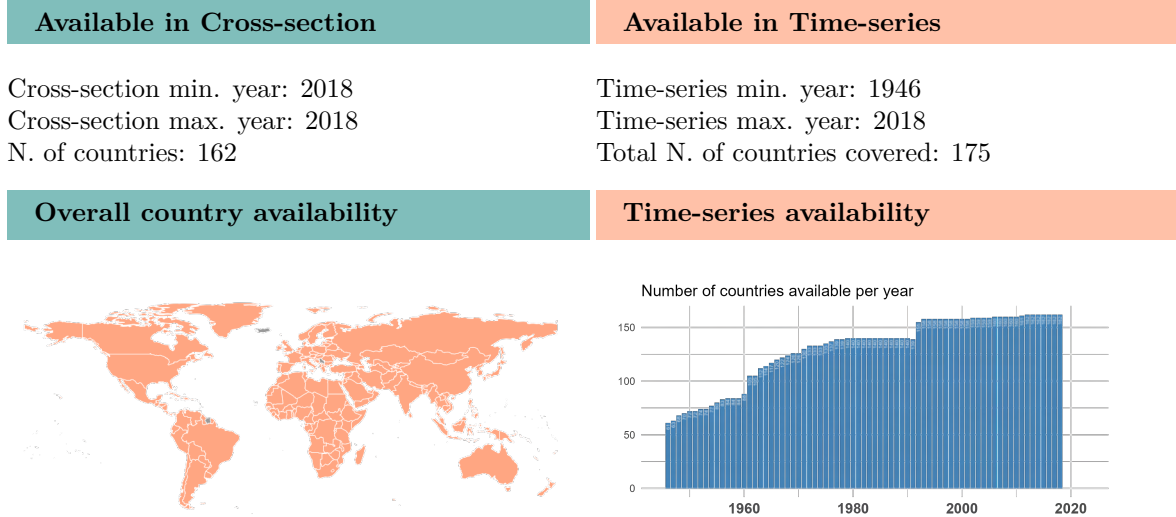 Available in Cross-section
Cross-section min. year: 2018
Cross-section max. year: 2018
N. of countries: 162
Available in Time-series
Time-series min. year: 1946
Time-series max. year: 2018
Total N. of countries covered: 175
Overall country availability
Time-series availability
Number of countries available per year
150
100
50
0
1960 1980 2000 2020